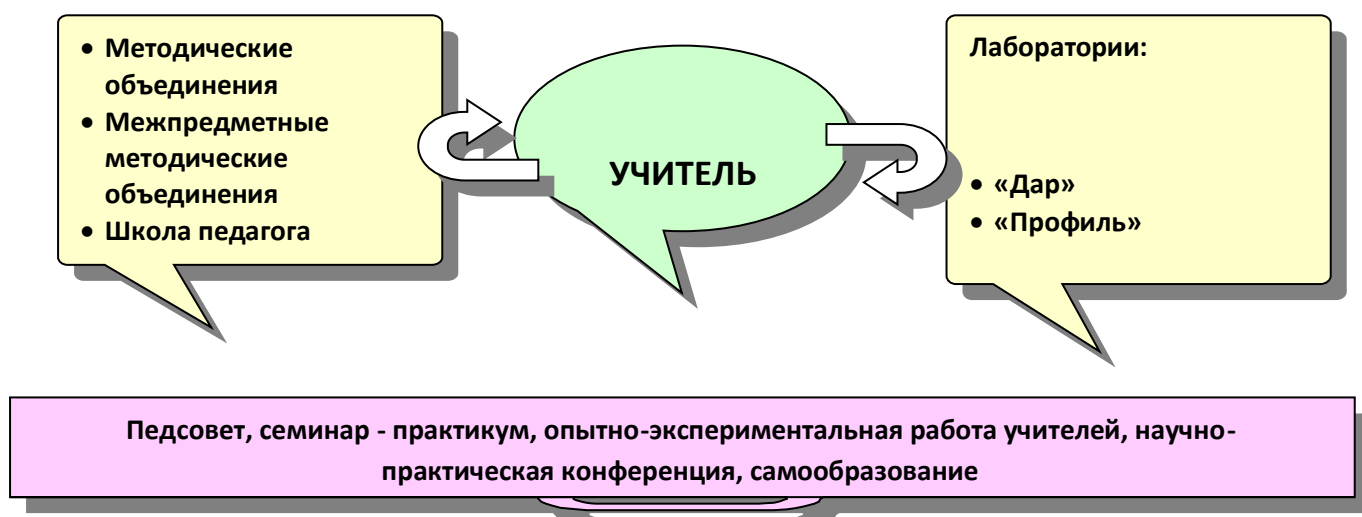 • Методические
объединения
• Межпредметные
методические
объединения
• Школа педагога
УЧИТЕЛЬ
Лаборатории:
• «Дар»
• «Профиль»
Педсовет, семинар - практикум, опытно-экспериментальная работа учителей, научно-
практическая конференция, самообразование